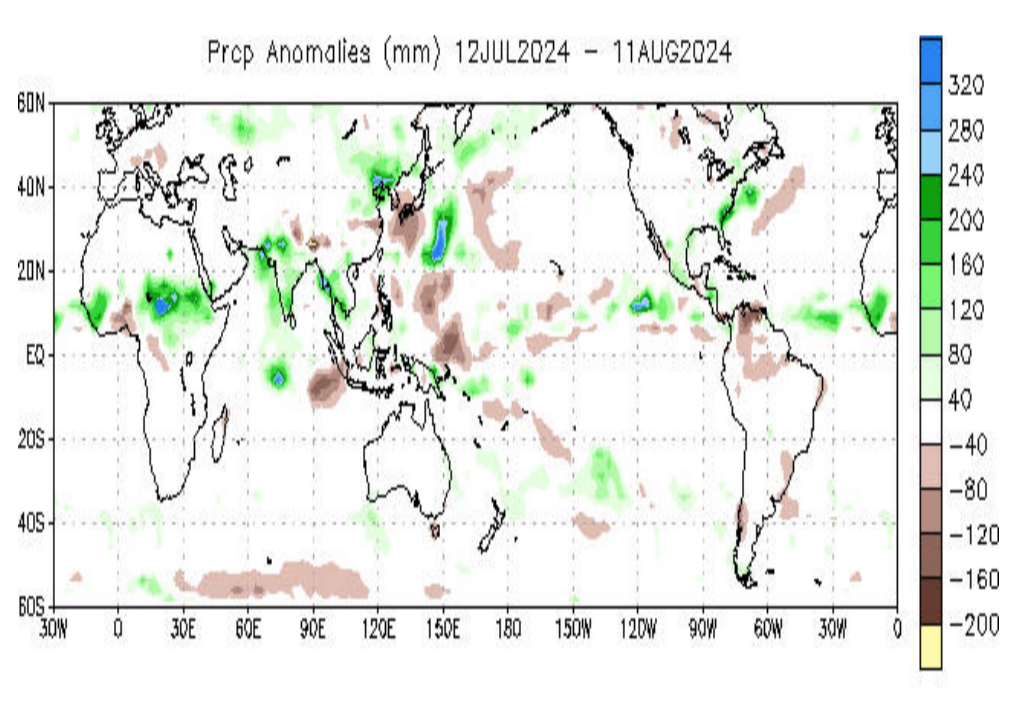 Prcp Anomalies (mm) 12JUL2024 – 11AUG2024
60N
40N
20N
EQ
20S
40S
60S
30W 0 30E 60E 90E 120E 150E 180 150W 120W 90W 60W 30W 0
320
280
240
200
160
120
80
40
−40
−80
−120
−160
−200